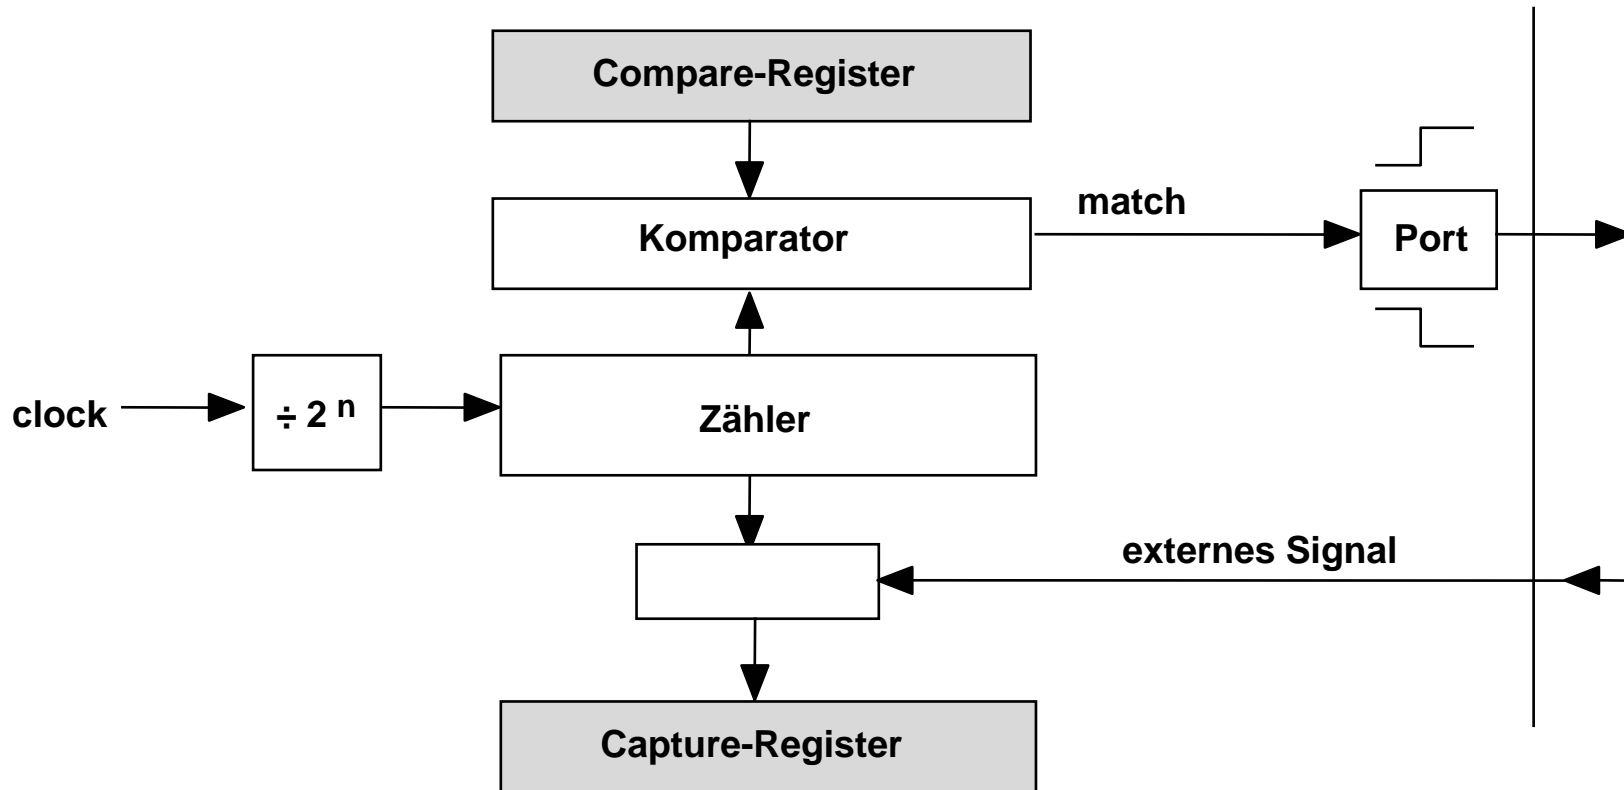 Compare-Register
match
Komparator
Port
clock
÷ 2 n
Zähler
externes Signal
Capture-Register